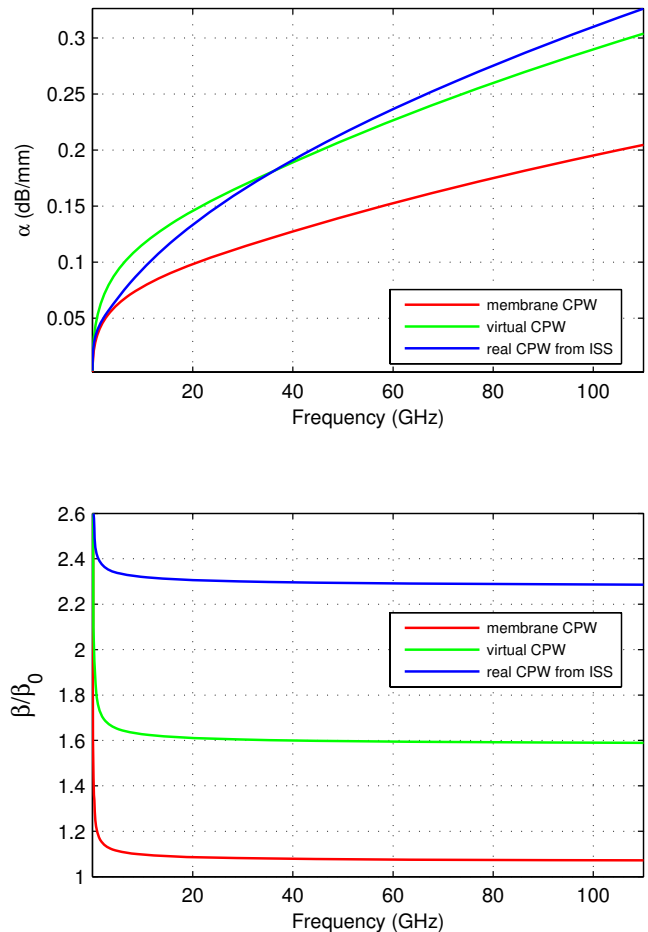 0.3
0.25
0.2
0.15
0.1
0.05
α (dB/mm)
membrane CPW
virtual CPW
real CPW from ISS
20 40 60 80 100
Frequency (GHz)
2.6
2.4
2.2
2
1.8
1.6
1.4
1.2
1
β/β₀
membrane CPW
virtual CPW
real CPW from ISS
20 40 60 80 100
Frequency (GHz)